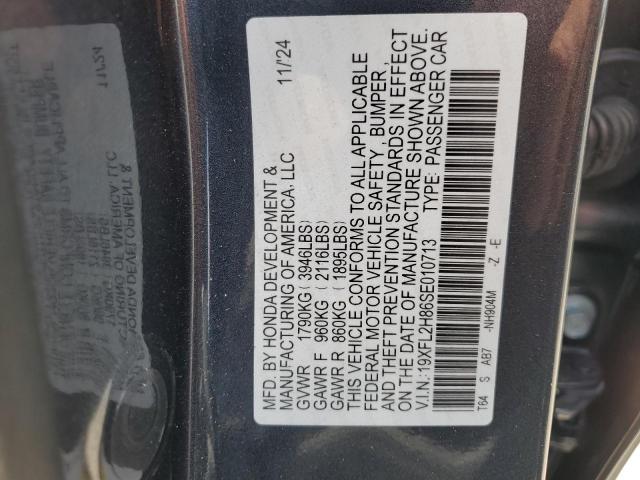 MFD. BY HONDA DEVELOPMENT & 11/'24
MANUFACTURING OF AMERICA, LLC
GVWR 1790KG ( 3946LBS)
GAWR F 960KG ( 2116LBS)
GAWR R 860KG ( 1895LBS)
THIS VEHICLE CONFORMS TO ALL APPLICABLE
FEDERAL MOTOR VEHICLE SAFETY, BUMPER,
AND THEFT PREVENTION STANDARDS IN EFFECT
ON THE DATE OF MANUFACTURE SHOWN ABOVE.
V.I.N.:19XFL2H86SE010713 TYPE: PASSENGER CAR
T64 S AB7 -NH904M -Z -E